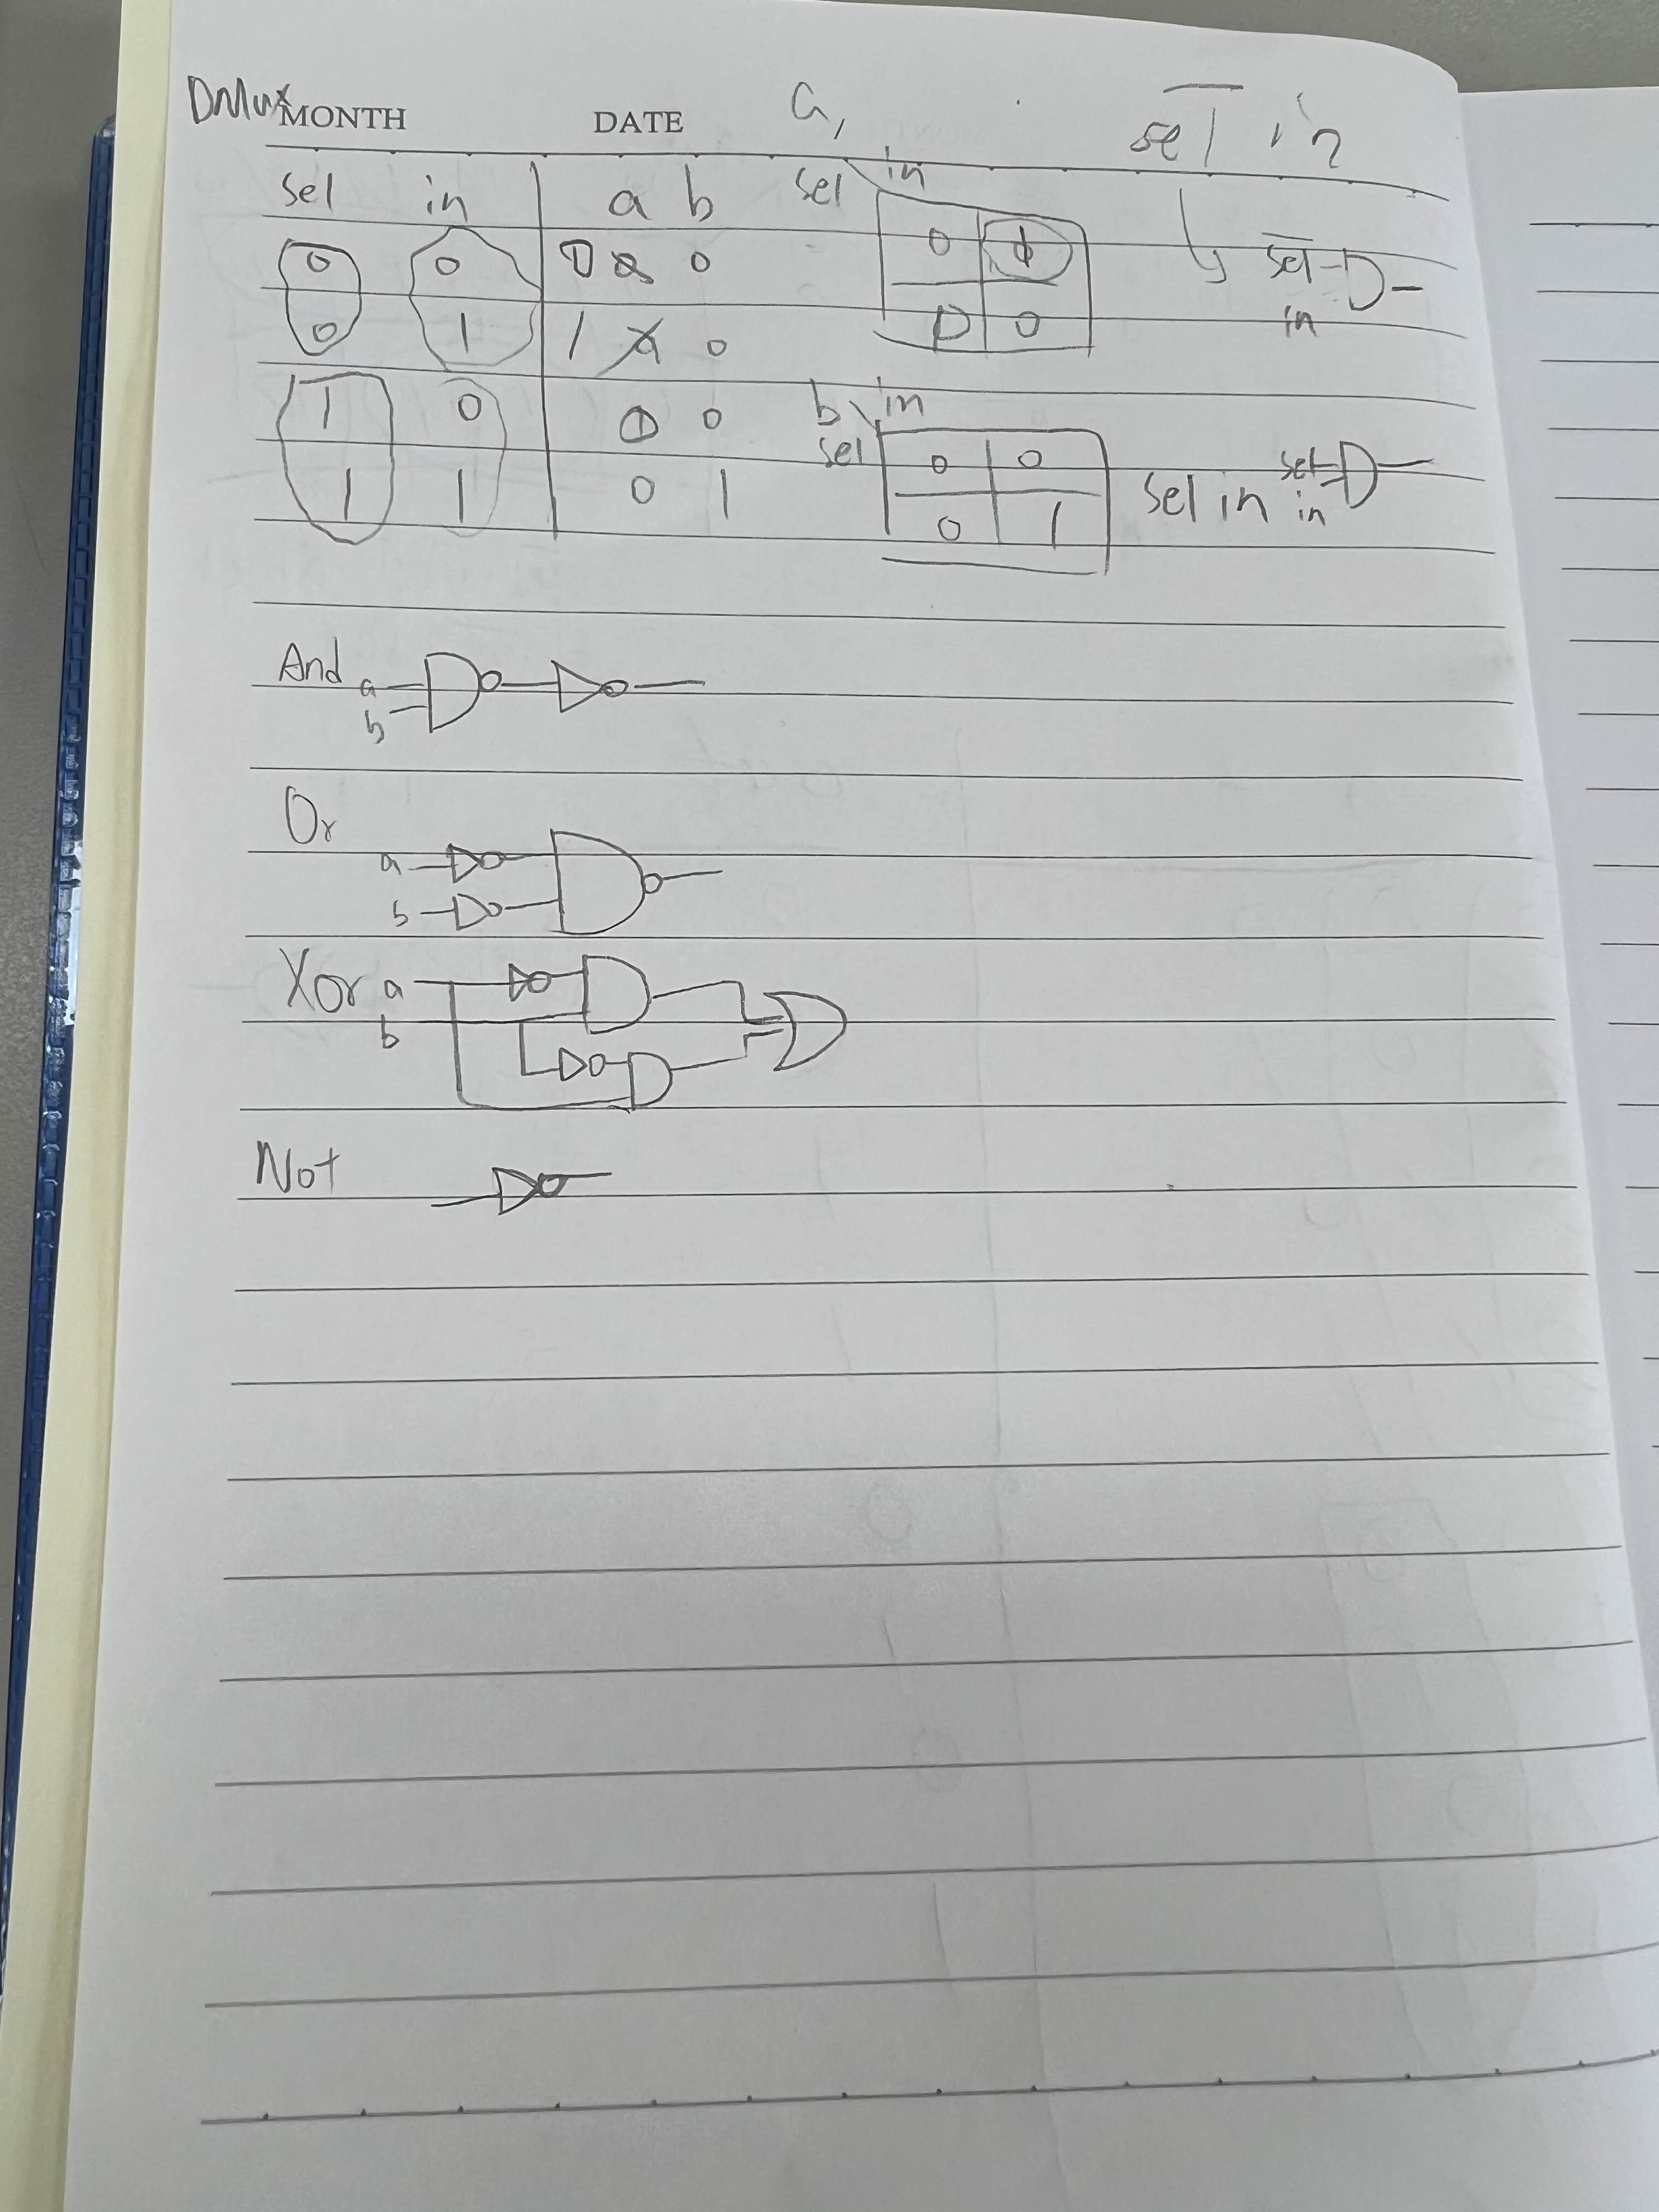 DMux MONTH DATE a, sel in
sel in a b sel in
0 0 0 0 0 1 sel
0 1 1 0 0 0 in
1 0 0 0 b in
sel 0 0 sel
1 1 0 1 0 1 sel in in
And a
b
Or
a
b
Xor a
b
Not